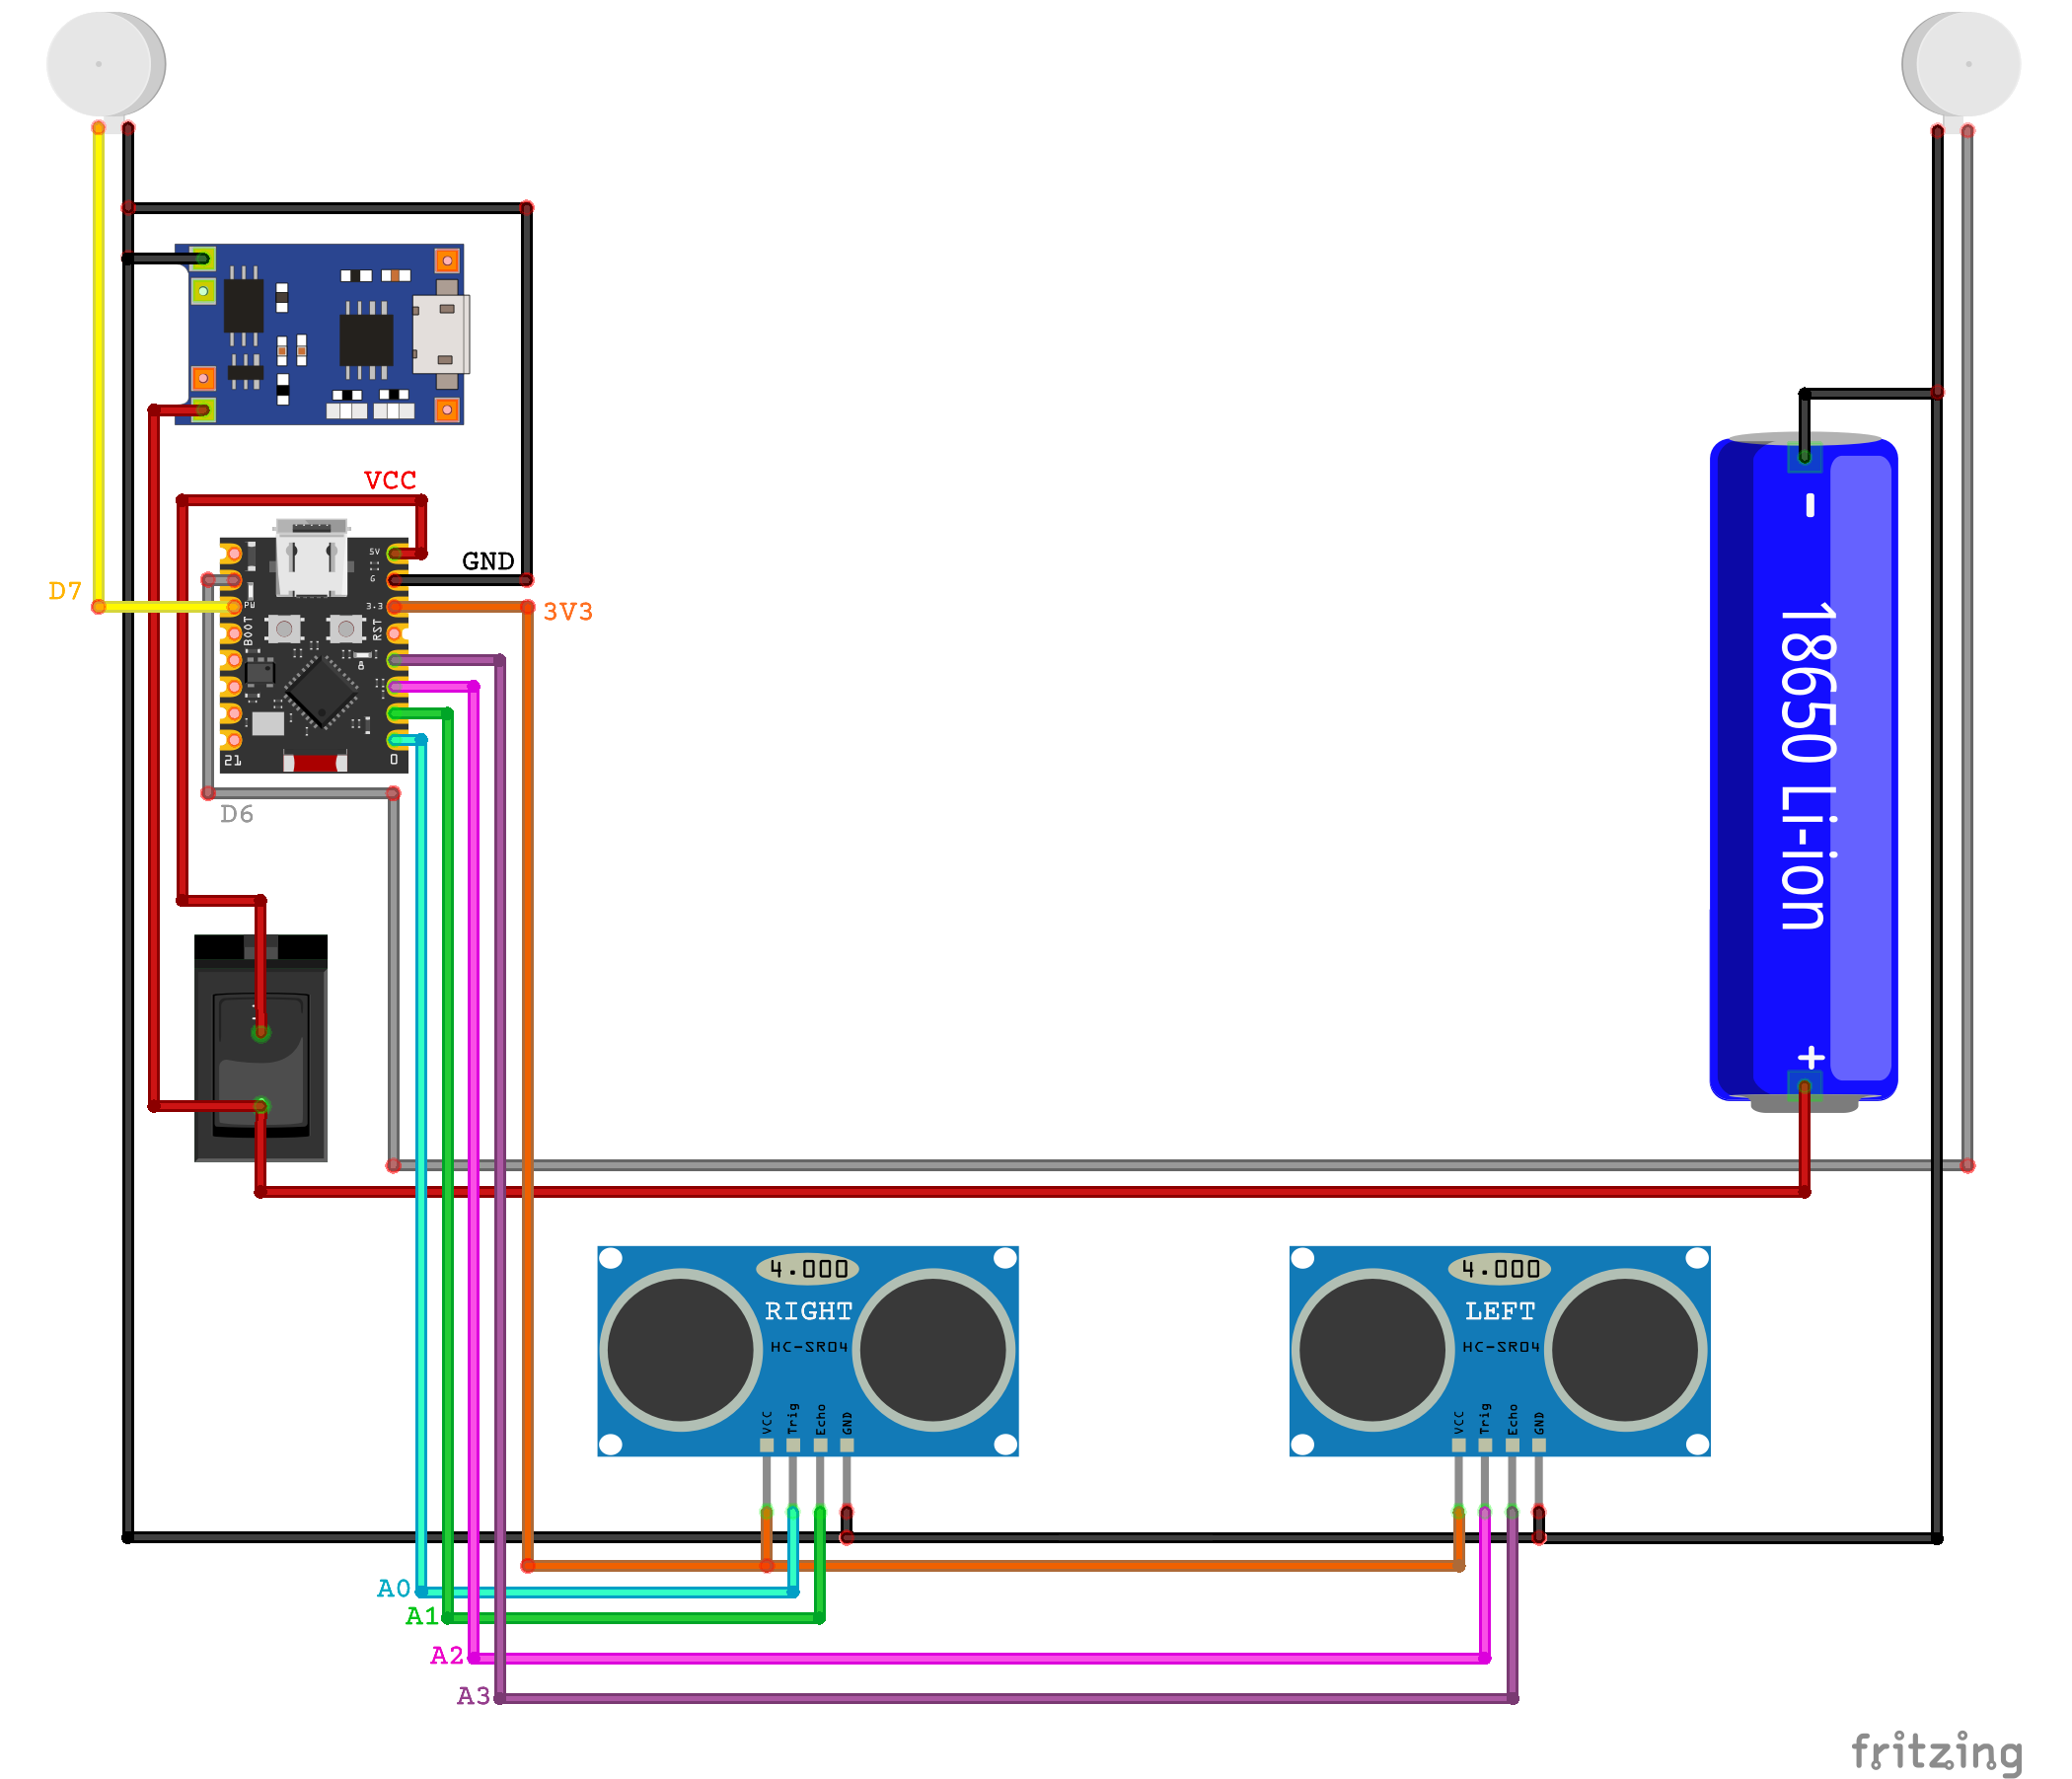 VCC
GND
5V
G
3.3
RST
PW
BOOT
D7
3V3
21
0
D6
-
18650 Li-ion
+
4.000
RIGHT
HC-SR04
VCC
Trig
Echo
GND
4.000
LEFT
HC-SR04
VCC
Trig
Echo
GND
A0
A1
A2
A3
fritzing